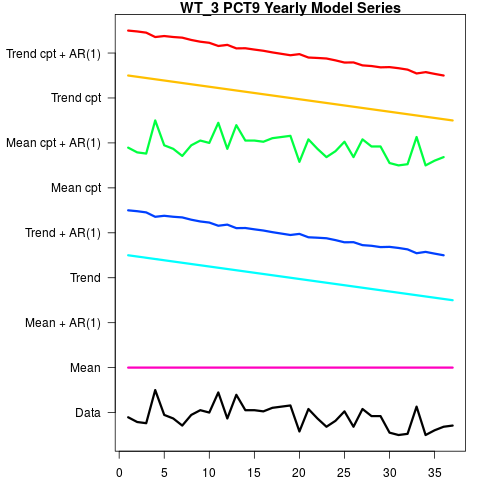 WT_3 PCT9 Yearly Model Series
Trend cpt + AR(1)
Trend cpt
Mean cpt + AR(1)
Mean cpt
Trend + AR(1)
Trend
Mean + AR(1)
Mean
Data
0 5 10 15 20 25 30 35